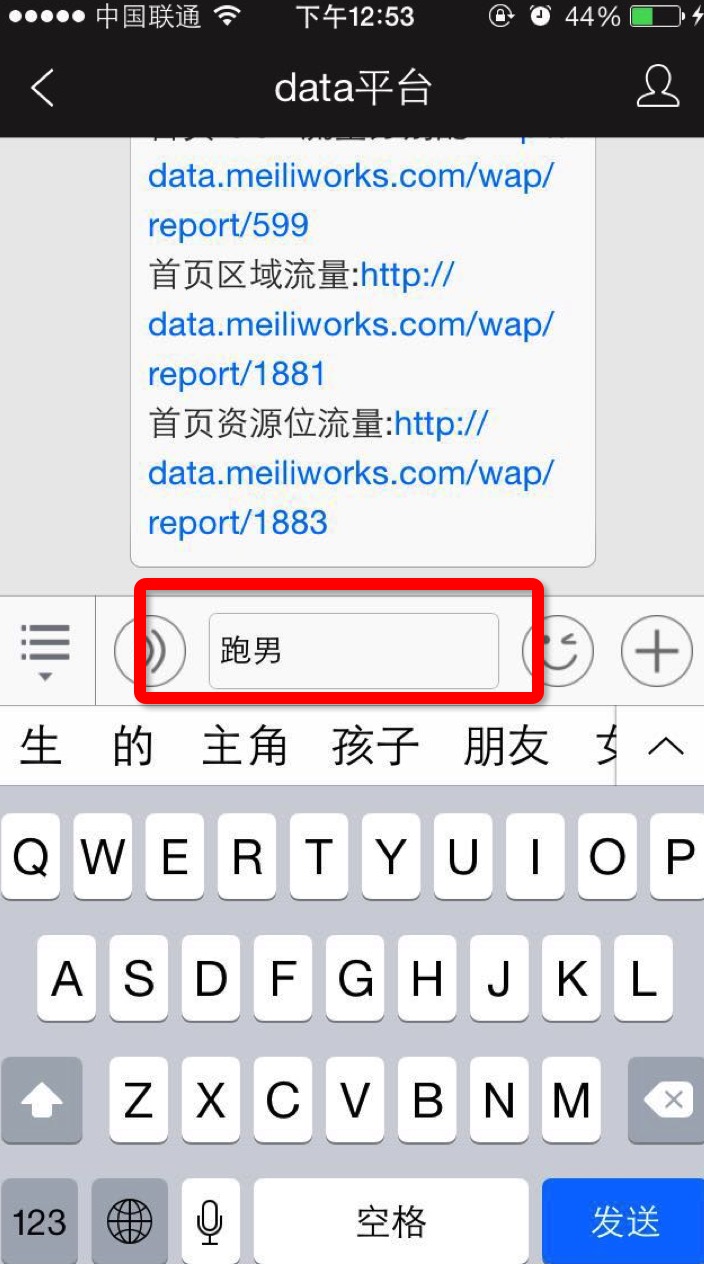 中国联通 下午12:53 44%
data平台
data.meiliworks.com/wap/
report/599
首页区域流量:http://
data.meiliworks.com/wap/
report/1881
首页资源位流量:http://
data.meiliworks.com/wap/
report/1883
跑男
生 的 主角 孩子 朋友
Q W E R T Y U I O P
A S D F G H J K L
Z X C V B N M
123 空格 发送